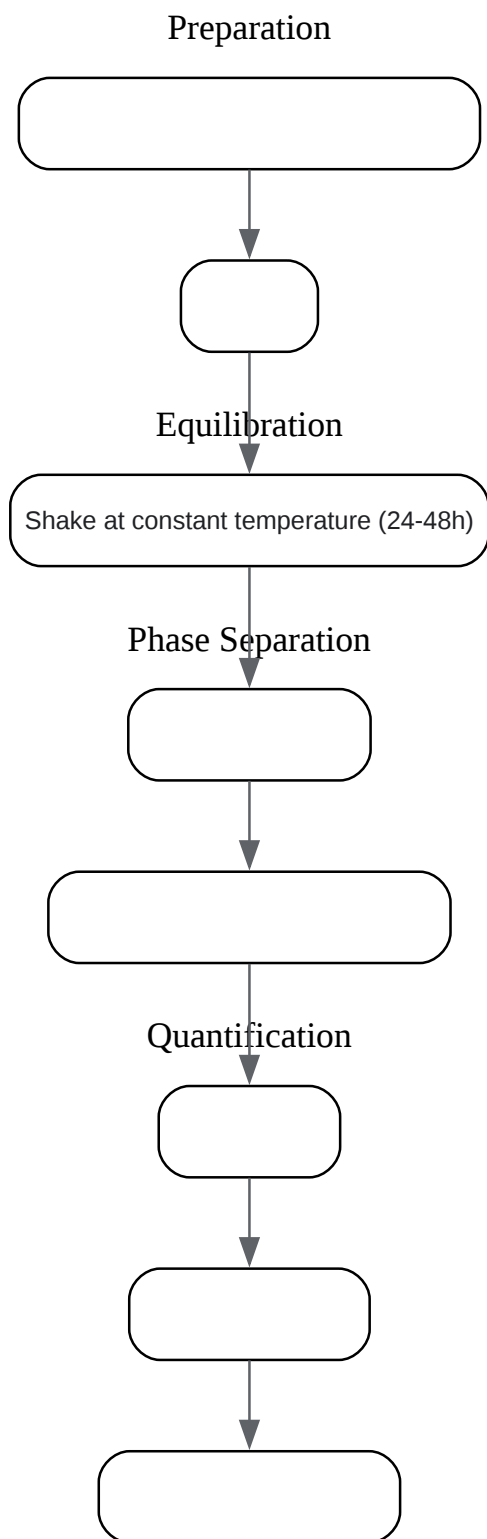 Preparation
Equilibration
Shake at constant temperature (24-48h)
Phase Separation
Quantification